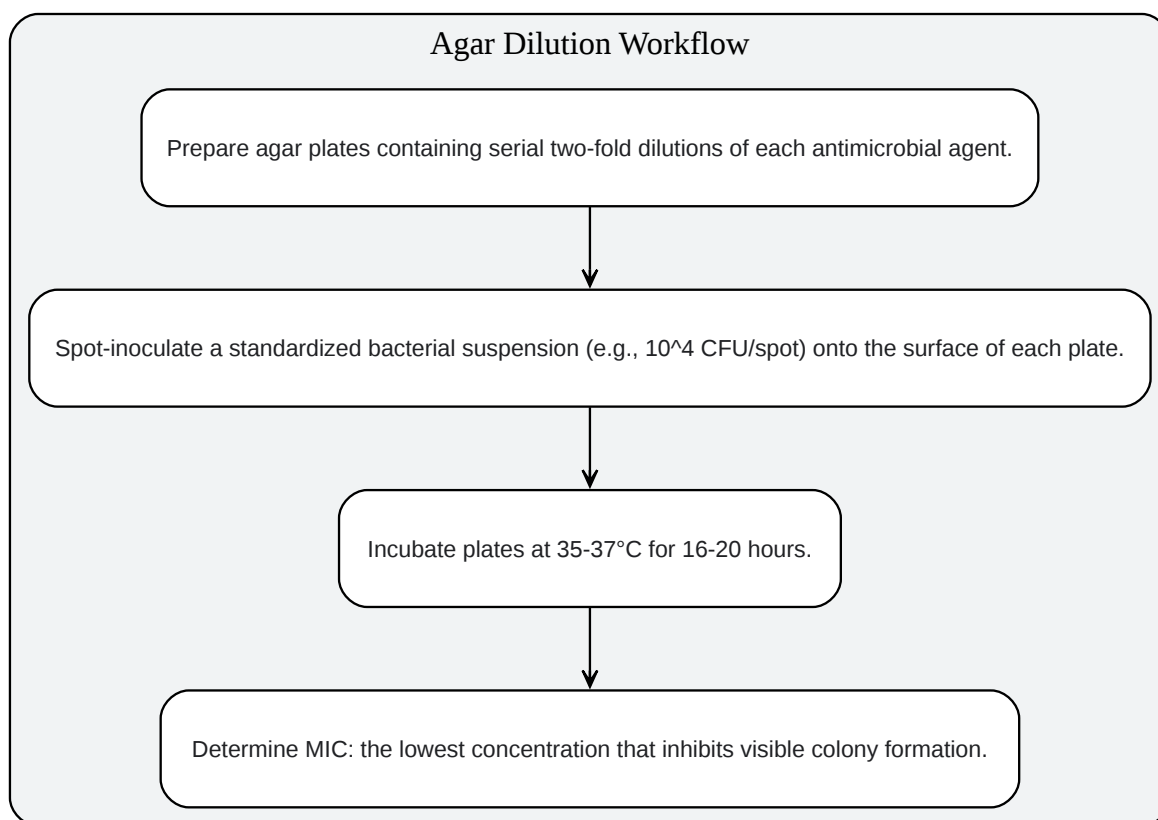 Agar Dilution Workflow
Prepare agar plates containing serial two-fold dilutions of each antimicrobial agent.
Spot-inoculate a standardized bacterial suspension (e.g., 10^4 CFU/spot) onto the surface of each plate.
Incubate plates at 35-37°C for 16-20 hours.
Determine MIC: the lowest concentration that inhibits visible colony formation.